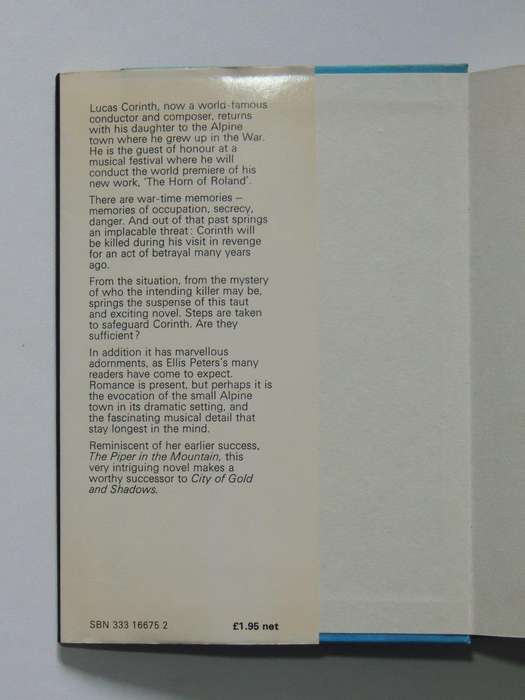 Lucas Corinth, now a world-famous
conductor and composer, returns
with his daughter to the Alpine
town where he grew up in the War.
He is the guest of honour at a
musical festival where he will
conduct the world premiere of his
new work, 'The Horn of Roland'.
There are war-time memories –
memories of occupation, secrecy,
danger. And out of that past springs
an implacable threat: Corinth will
be killed during his visit in revenge
for an act of betrayal many years
ago.
From the situation, from the mystery
of who the intending killer may be,
springs the suspense of this taut
and exciting novel. Steps are taken
to safeguard Corinth. Are they
sufficient?
In addition it has marvellous
adornments, as Ellis Peters's many
readers have come to expect.
Romance is present, but perhaps it is
the evocation of the small Alpine
town in its dramatic setting, and
the fascinating musical detail that
stay longest in the mind.
Reminiscent of her earlier success,
The Piper in the Mountain, this
very intriguing novel makes a
worthy successor to City of Gold
and Shadows.
SBN 333 16675 2 £1.95 net